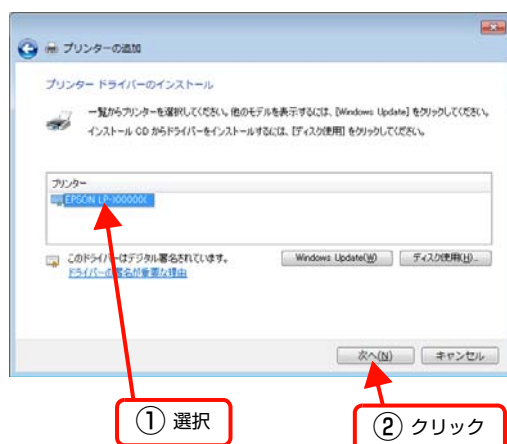 プリンターの追加
プリンター ドライバーのインストール
一覧からプリンターを選択してください。他のモデルを表示するには、[Windows Update] をクリックしてください。
インストール CD からドライバーをインストールするには、[ディスク使用] をクリックしてください。
プリンター
EPSON LP-XXXXXX
このドライバーはデジタル署名されています。
ドライバーの署名が重要な理由
Windows Update(W)
ディスク使用(H)...
次へ(N)
キャンセル
① 選択
② クリック